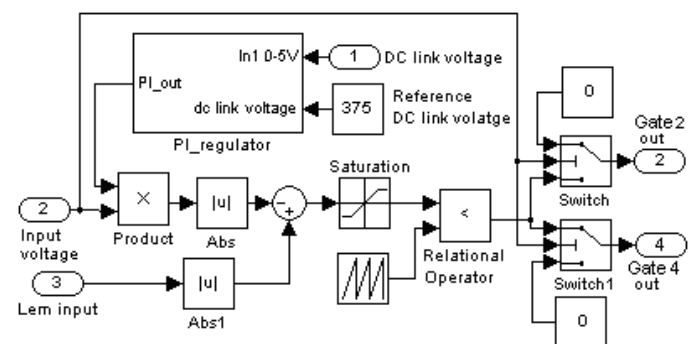 In1 0-5V
1
DC link voltage
PI_out
dc link voltage
375
Reference
DC link volatge
PI_regulator
0
Gate2
out
2
Switch
Saturation
2
Input
voltage
×
Product
|u|
Abs
-
+
<
Relational
Operator
3
Lem input
|u|
Abs1
4
Gate 4
out
Switch1
0